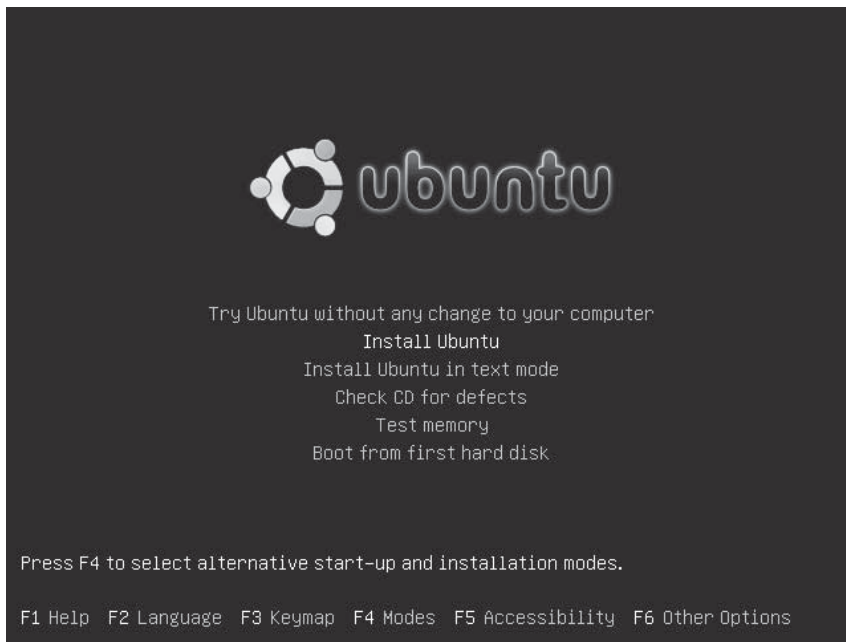 ubuntu
Try Ubuntu without any change to your computer
Install Ubuntu
Install Ubuntu in text mode
Check CD for defects
Test memory
Boot from first hard disk
Press F4 to select alternative start-up and installation modes.
F1 Help F2 Language F3 Keymap F4 Modes F5 Accessibility F6 Other Options